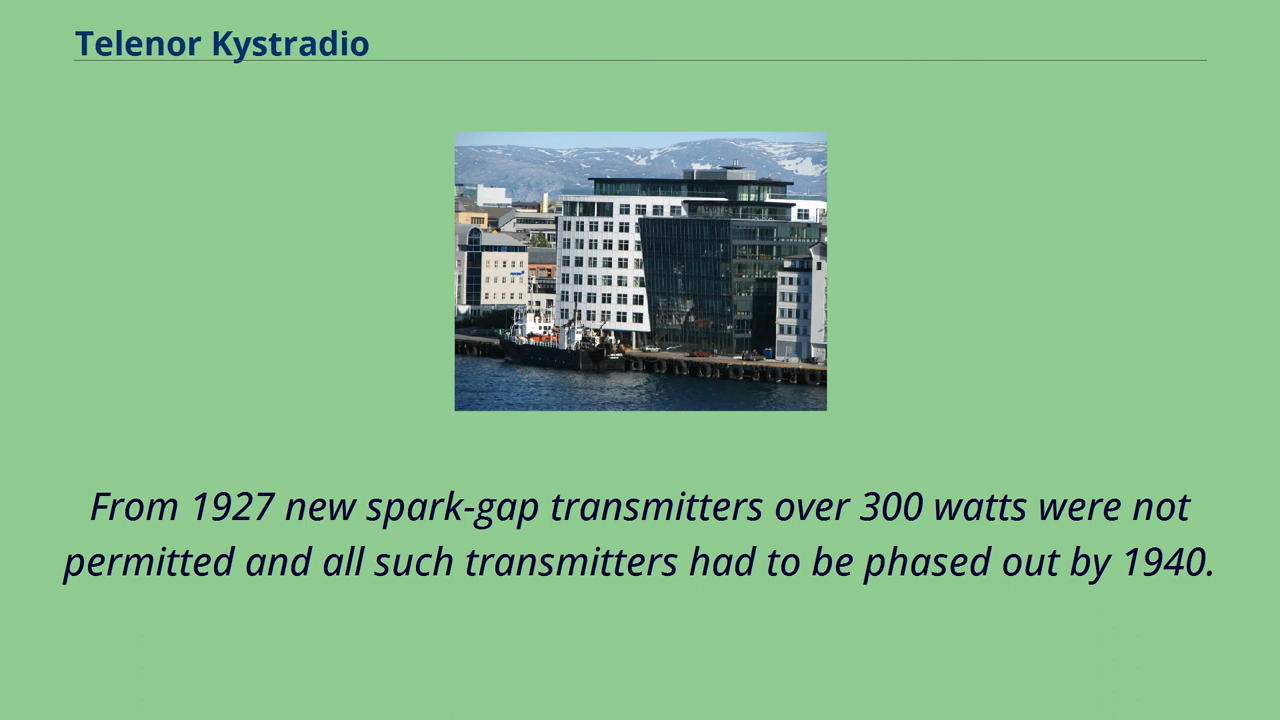 Telenor Kystradio
From 1927 new spark-gap transmitters over 300 watts were not
permitted and all such transmitters had to be phased out by 1940.